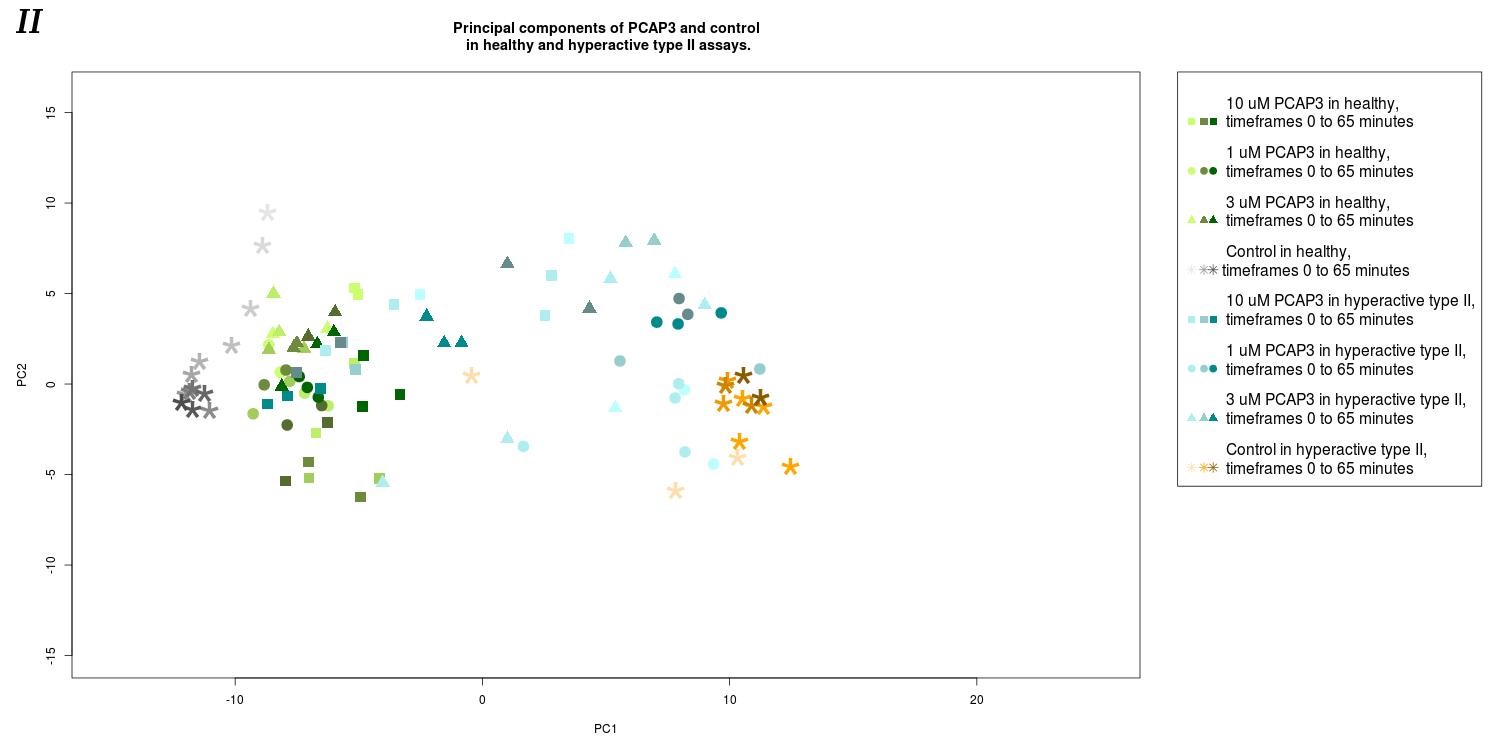 II
Principal components of PCAP3 and control
in healthy and hyperactive type II assays.
15
10
5
0
-5
-10
-15
PC2
-10
0
10
20
PC1
10 uM PCAP3 in healthy,
timeframes 0 to 65 minutes
1 uM PCAP3 in healthy,
timeframes 0 to 65 minutes
3 uM PCAP3 in healthy,
timeframes 0 to 65 minutes
Control in healthy,
timeframes 0 to 65 minutes
10 uM PCAP3 in hyperactive type II,
timeframes 0 to 65 minutes
1 uM PCAP3 in hyperactive type II,
timeframes 0 to 65 minutes
3 uM PCAP3 in hyperactive type II,
timeframes 0 to 65 minutes
Control in hyperactive type II,
timeframes 0 to 65 minutes